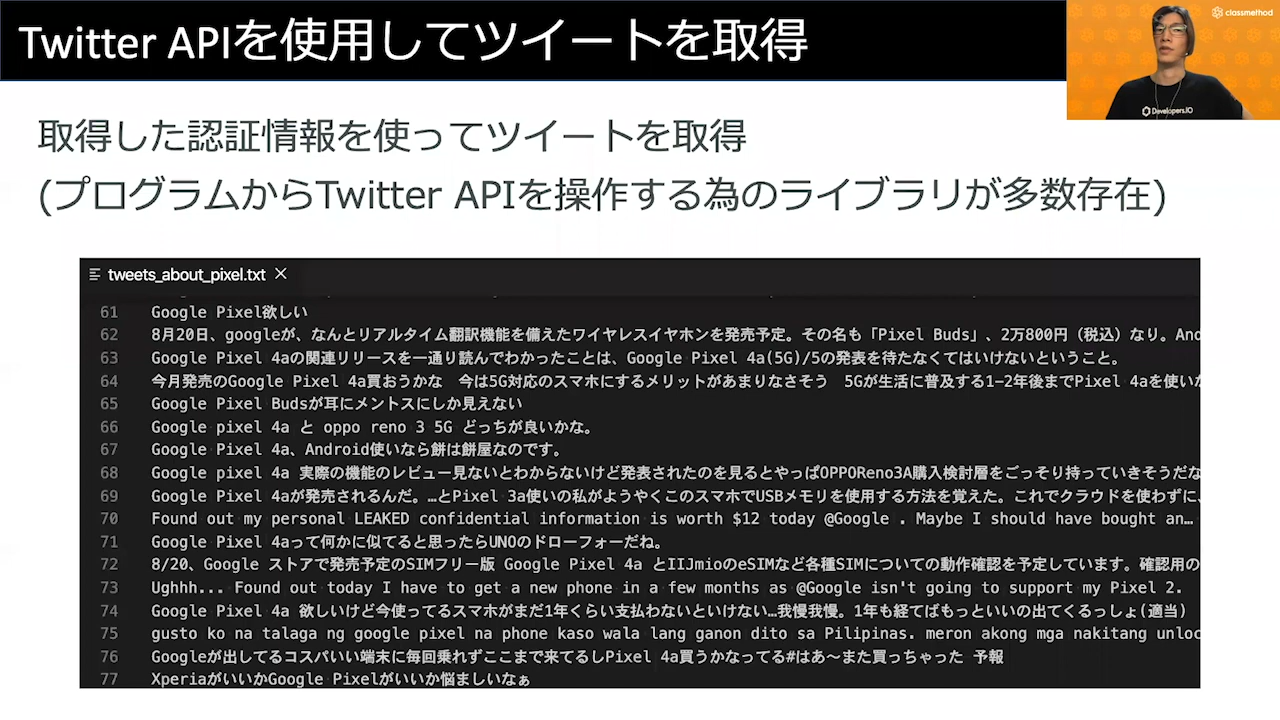 Twitter APIを使用してツイートを取得
classmethod
Developers.IO
取得した認証情報を使ってツイートを取得
(プログラムからTwitter APIを操作する為のライブラリが多数存在)
tweets_about_pixel.txt ×
61 Google Pixel欲しい
62 8月20日、googleが、なんとリアルタイム翻訳機能を備えたワイヤレスイヤホンを発売予定。その名も「Pixel Buds」、2万800円（税込）なり。And
63 Google Pixel 4aの関連リリースを一通り読んでわかったことは、Google Pixel 4a(5G)/5の発表を待たなくてはいけないということ。
64 今月発売のGoogle Pixel 4a買おうかな　今は5G対応のスマホにするメリットがあまりなさそう　5Gが生活に普及する1-2年後までPixel 4aを使い
65 Google Pixel Budsが耳にメントスにしか見えない
66 Google pixel 4a と oppo reno 3 5G どっちが良いかな。
67 Google Pixel 4a、Android使いなら餅は餅屋なのです。
68 Google pixel 4a 実際の機能のレビュー見ないとわからないけど発表されたのを見るとやっぱOPPOReno3A購入検討層をごっそり持っていきそうだな
69 Google Pixel 4aが発売されるんだ。…とPixel 3a使いの私がようやくこのスマホでUSBメモリを使用する方法を覚えた。これでクラウドを使わずに、
70 Found out my personal LEAKED confidential information is worth $12 today @Google . Maybe I should have bought an…
71 Google Pixel 4aって何かに似てると思ったらUNOのドローフォーだね。
72 8/20、Google ストアで発売予定のSIMフリー版 Google Pixel 4a とIIJmioのeSIMなど各種SIMについての動作確認を予定しています。確認用の
73 Ughhh... Found out today I have to get a new phone in a few months as @Google isn't going to support my Pixel 2.
74 Google Pixel 4a 欲しいけど今使ってるスマホがまだ1年くらい支払わないといけない…我慢我慢。1年も経てばもっといいの出てくるっしょ(適当)
75 gusto ko na talaga ng google pixel na phone kaso wala lang ganon dito sa Pilipinas. meron akong mga nakitang unloc
76 Googleが出してるコスパいい端末に毎回乗れずここまで来てるしPixel 4a買うかなってる#はあ〜また買っちゃった 予報
77 XperiaがいいかGoogle Pixelがいいか悩ましいなぁ